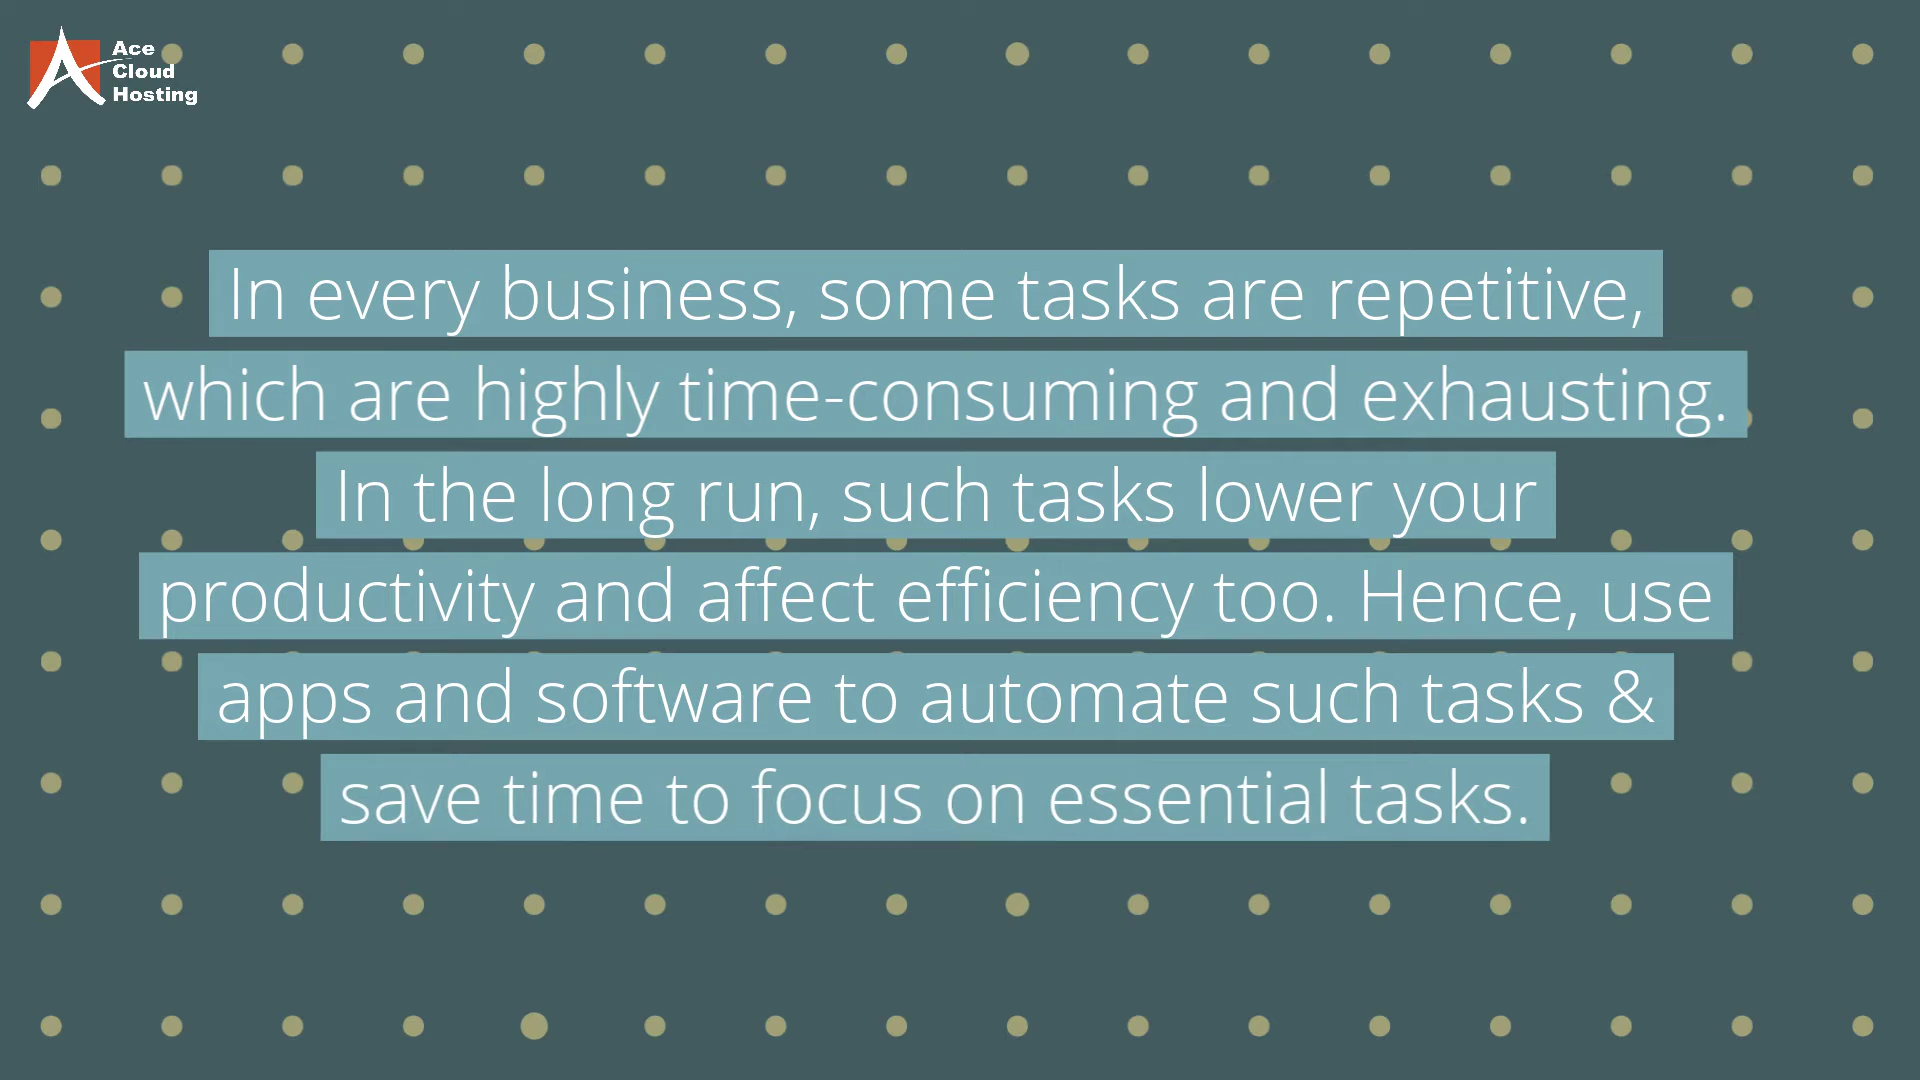 Ace
Cloud
Hosting
In every business, some tasks are repetitive,
which are highly time-consuming and exhausting.
In the long run, such tasks lower your
productivity and affect efficiency too. Hence, use
apps and software to automate such tasks &
save time to focus on essential tasks.